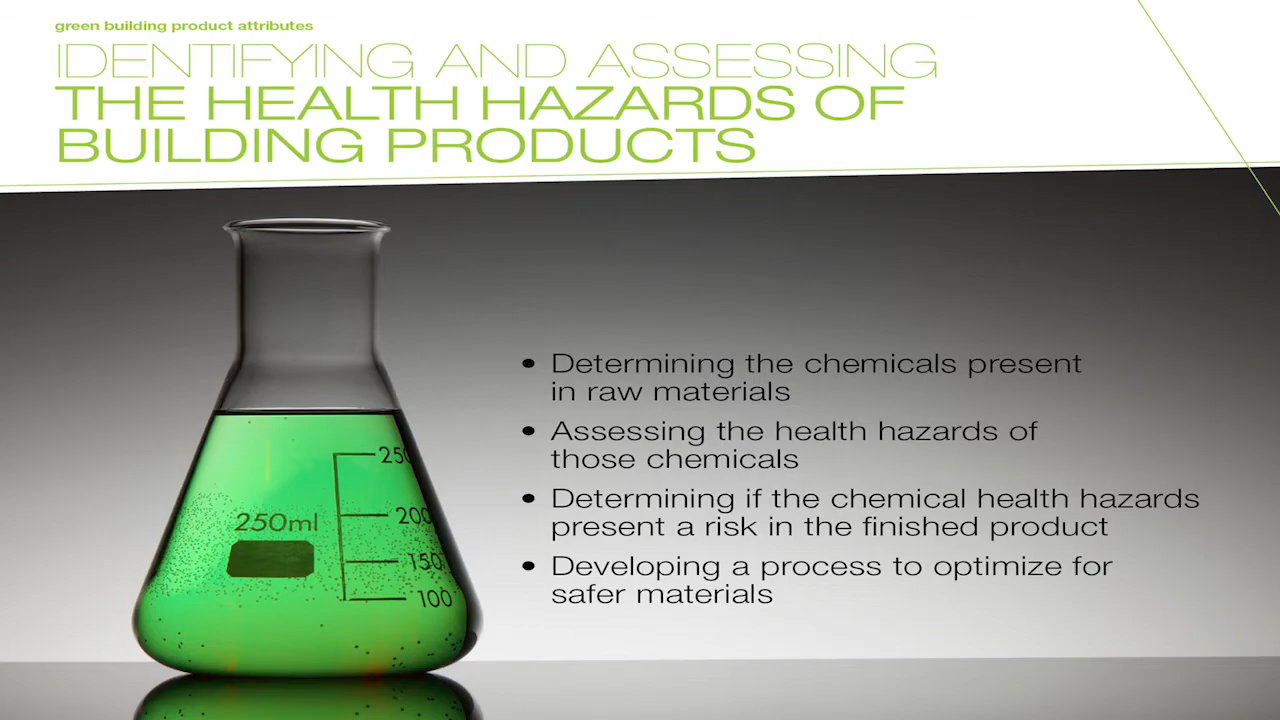 green building product attributes
IDENTIFYING AND ASSESSING
THE HEALTH HAZARDS OF
BUILDING PRODUCTS
• Determining the chemicals present
in raw materials
• Assessing the health hazards of
those chemicals
• Determining if the chemical health hazards
present a risk in the finished product
• Developing a process to optimize for
safer materials
250
250ml
200
150
100